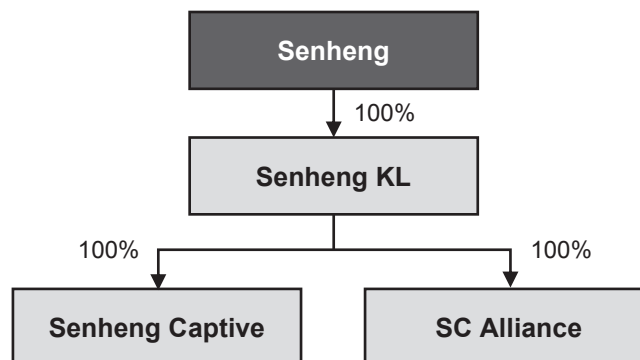 Senheng
100%
Senheng KL
100%
100%
Senheng Captive
SC Alliance